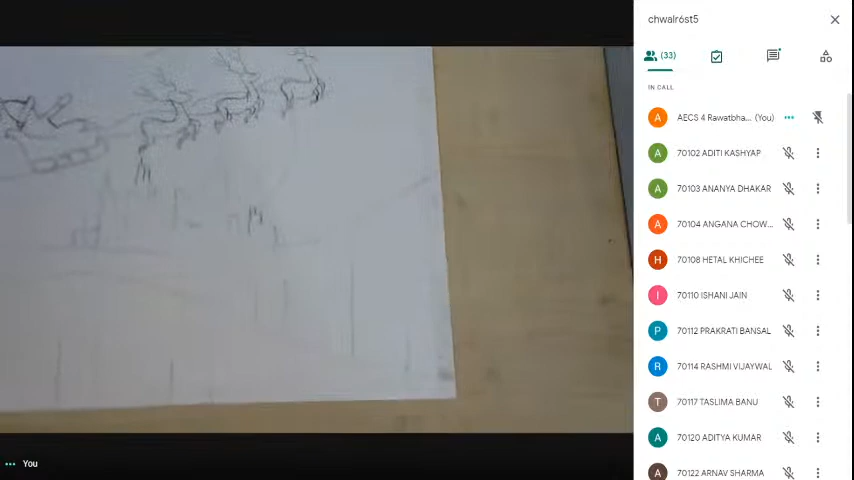 chwalr6st5
(33)
IN CALL
A AECS 4 Rawatbha... (You)
A 70102 ADITI KASHYAP
A 70103 ANANYA DHAKAR
A 70104 ANGANA CHOW...
H 70108 HETAL KHICHEE
I 70110 ISHANI JAIN
P 70112 PRAKRATI BANSAL
R 70114 RASHMI VIJAYWAL
T 70117 TASLIMA BANU
A 70120 ADITYA KUMAR
A 70122 ARNAV SHARMA
You